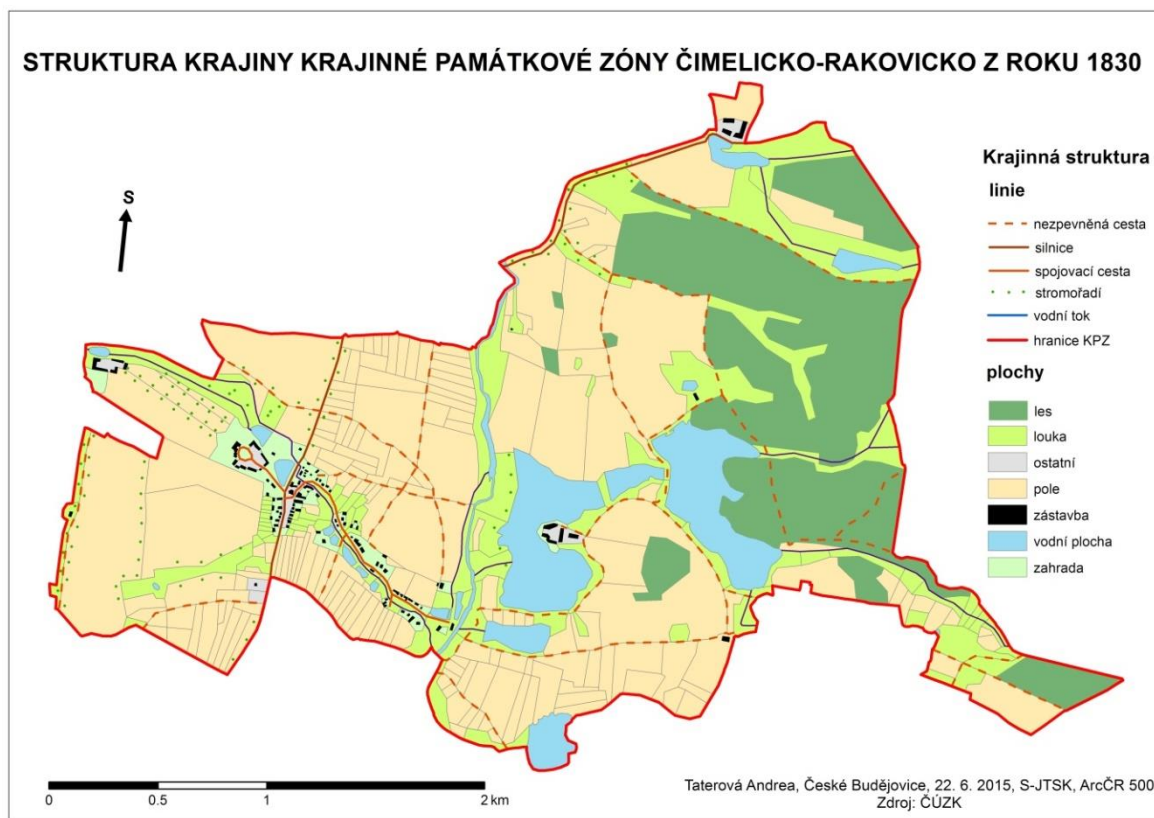 STRUKTURA KRAJINY KRAJINNÉ PAMÁTKOVÉ ZÓNY ČIMELICKO-RAKOVICKO Z ROKU 1830
S
Krajinná struktura
linie
nezpevněná cesta
silnice
spojovací cesta
stromořadí
vodní tok
hranice KPZ
plochy
les
louka
ostatní
pole
zástavba
vodní plocha
zahrada
0 0.5 1 2 km
Taterová Andrea, České Budějovice, 22. 6. 2015, S-JTSK, ArcČR 500
Zdroj: ČÚZK